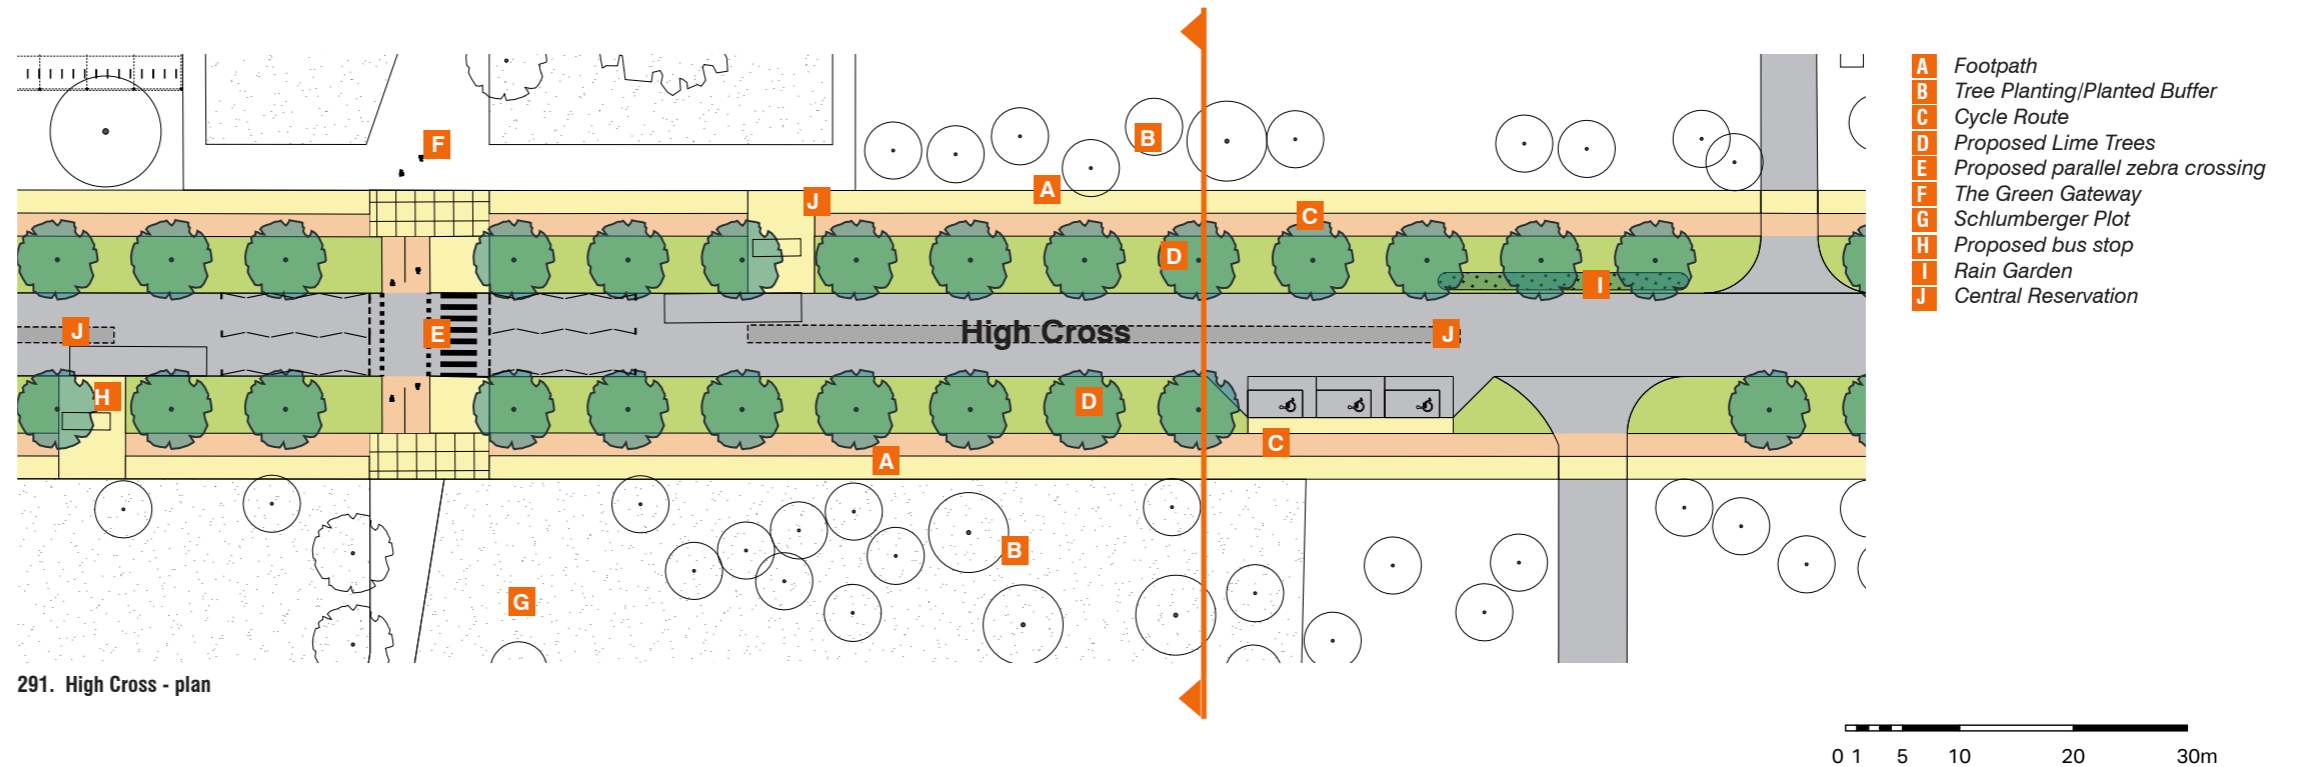 F
B
A
J
C
D
I
J
E
High Cross
J
H
D
C
A
B
G
291. High Cross - plan
A Footpath
B Tree Planting/Planted Buffer
C Cycle Route
D Proposed Lime Trees
E Proposed parallel zebra crossing
F The Green Gateway
G Schlumberger Plot
H Proposed bus stop
I Rain Garden
J Central Reservation
0 1 5 10 20 30m